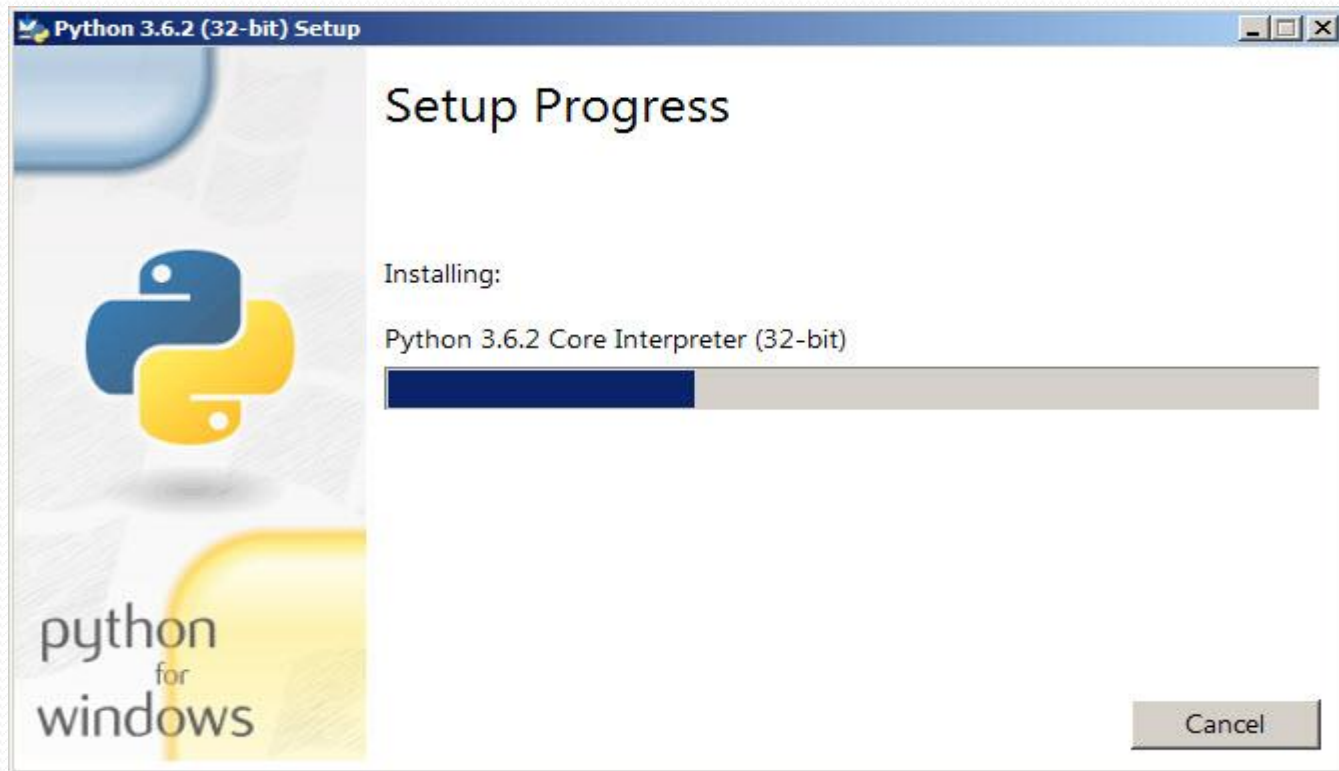 Python 3.6.2 (32-bit) Setup
Setup Progress
Installing:
Python 3.6.2 Core Interpreter (32-bit)
python
for
windows
Cancel